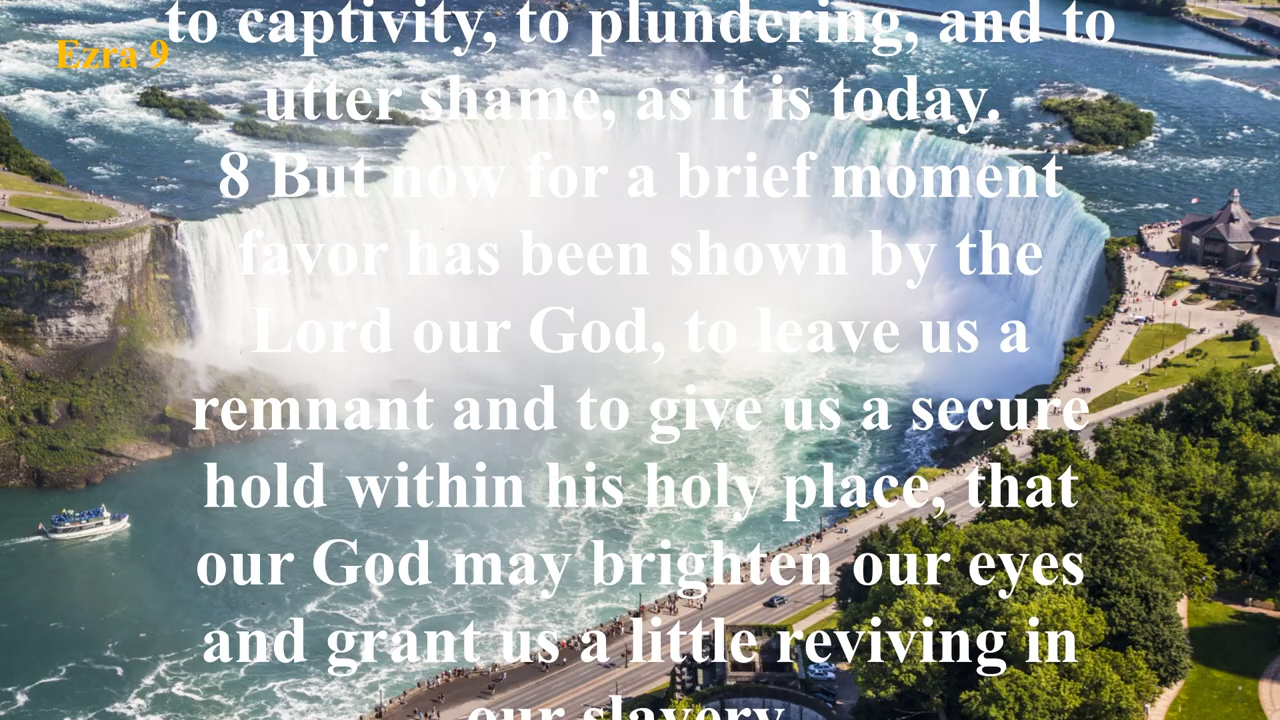 to captivity, to plundering, and to
Ezra 9
utter shame, as it is today.
8 But now for a brief moment
favor has been shown by the
Lord our God, to leave us a
remnant and to give us a secure
hold within his holy place, that
our God may brighten our eyes
and grant us a little reviving in
our slavery.